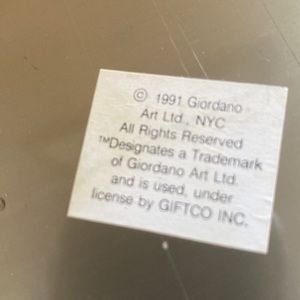 © 1991 Giordano
Art Ltd., NYC
All Rights Reserved
™Designates a Trademark
of Giordano Art Ltd.
and is used, under
license by GIFTCO INC.